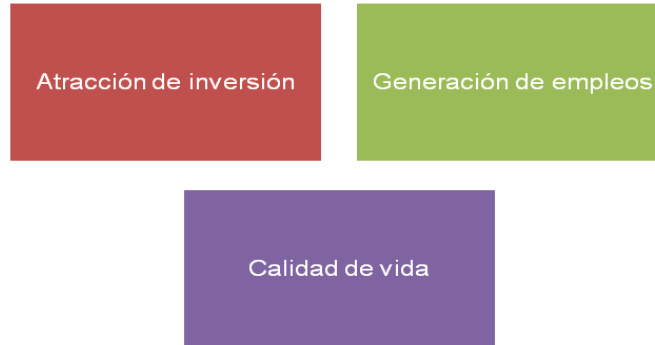 Atracción de inversión
Generación de empleos
Calidad de vida